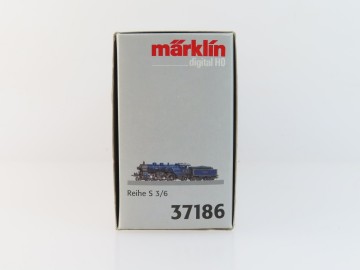 märklin
digital H0
Reihe S 3/6
37186